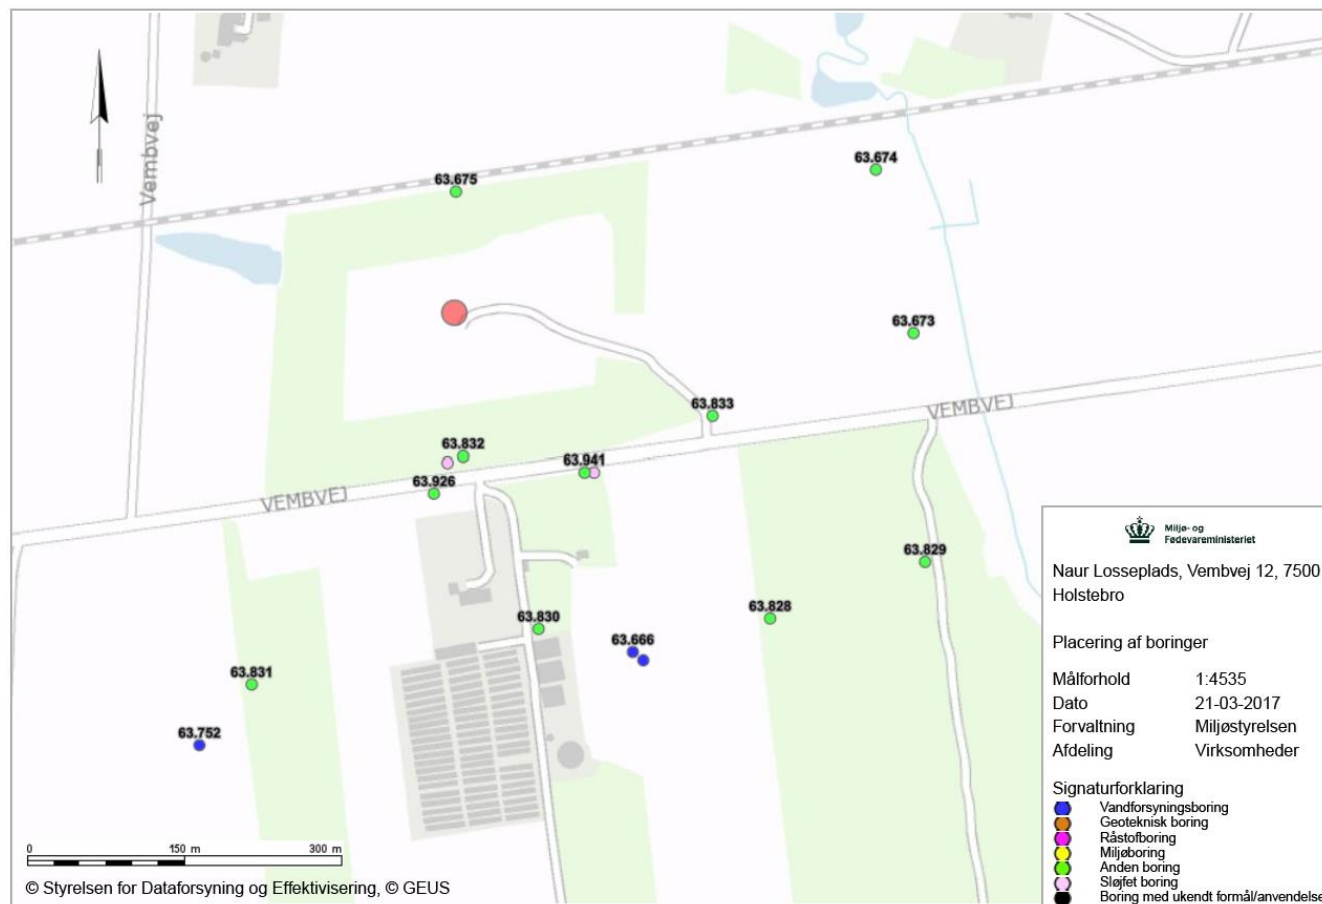 Vembvej
63.675
63.674
63.673
63.833
VEMBVEJ
63.832
63.941
63.926
VEMBVEJ
63.829
63.828
63.830
63.666
63.831
63.752
0 150 m 300 m
© Styrelsen for Dataforsyning og Effektivisering, © GEUS
Miljø- og
Fødevareministeriet
Naur Losseplads, Vembvej 12, 7500
Holstebro
Placering af boringer
Målforhold 1:4535
Dato 21-03-2017
Forvaltning Miljøstyrelsen
Afdeling Virksomheder
Signaturforklaring
Vandforsyningsboring
Geoteknisk boring
Råstofboring
Miljøboring
Anden boring
Sløjfet boring
Boring med ukendt formål/anvendelse